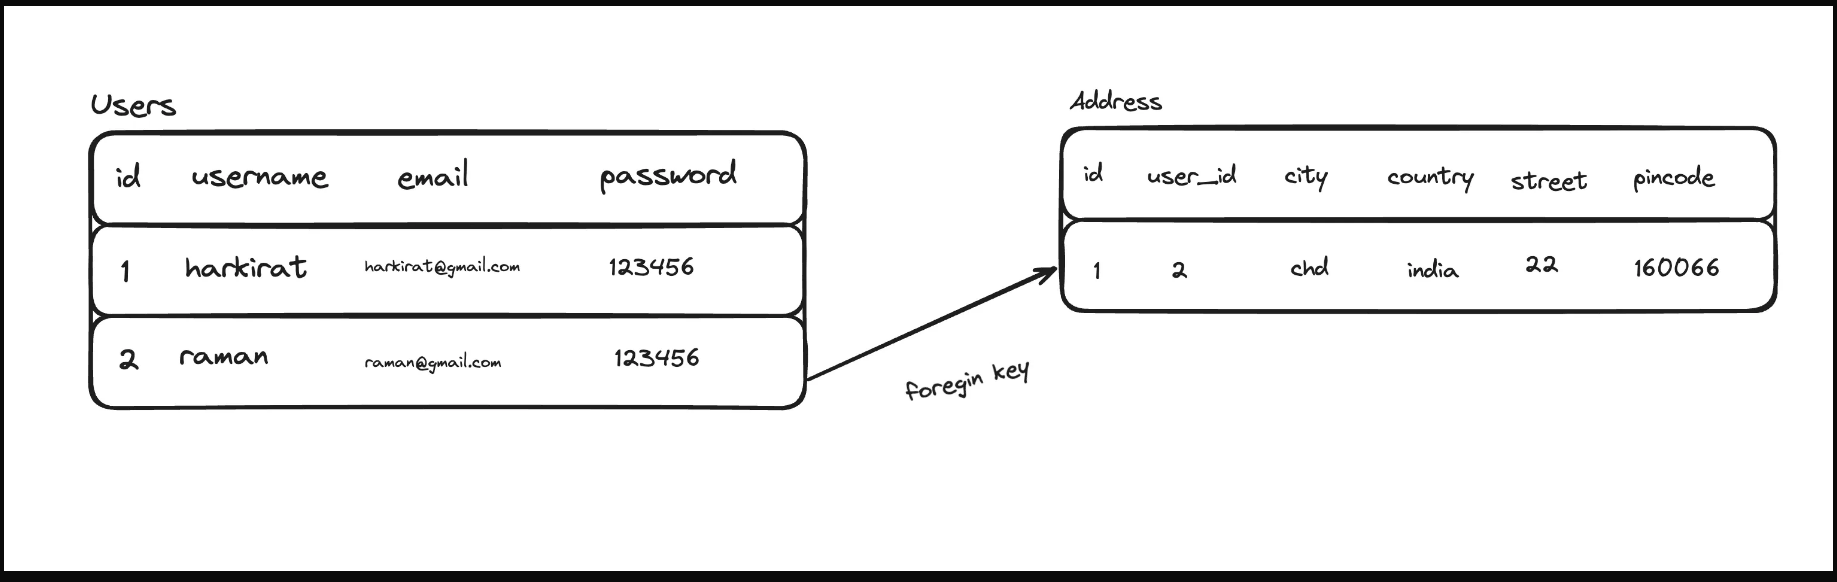 Users
id username email password
1 harkirat harkirat@gmail.com 123456
2 raman raman@gmail.com 123456
foregin key
Address
id user_id city country street pincode
1 2 chd india 22 160066